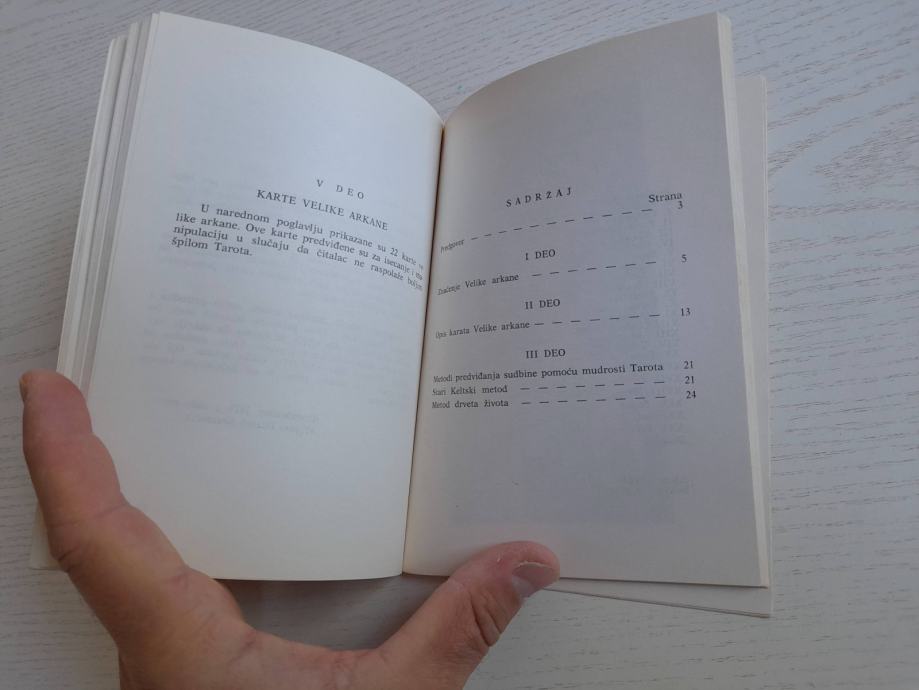 V DEO
KARTE VELIKE ARKANE
U narednom poglavlju prikazane su 22 karte ve
like arkane. Ove karte predviđene su za isecanje i ma
nipulaciju u slučaju da čitalac ne raspolaže boljim
špilom Tarota.
SADRŽAJ
Strana
Predgovor — — — — — — — — — — 3
I DEO
Značenje Velike arkane — — — — — — — 5
II DEO
Opis karata Velike arkane — — — — — — — 13
III DEO
Metodi predviđanja sudbine pomoću mudrosti Tarota 21
Stari Keltski metod — — — — — — — — 21
Metod drveta života — — — — — — — — 24